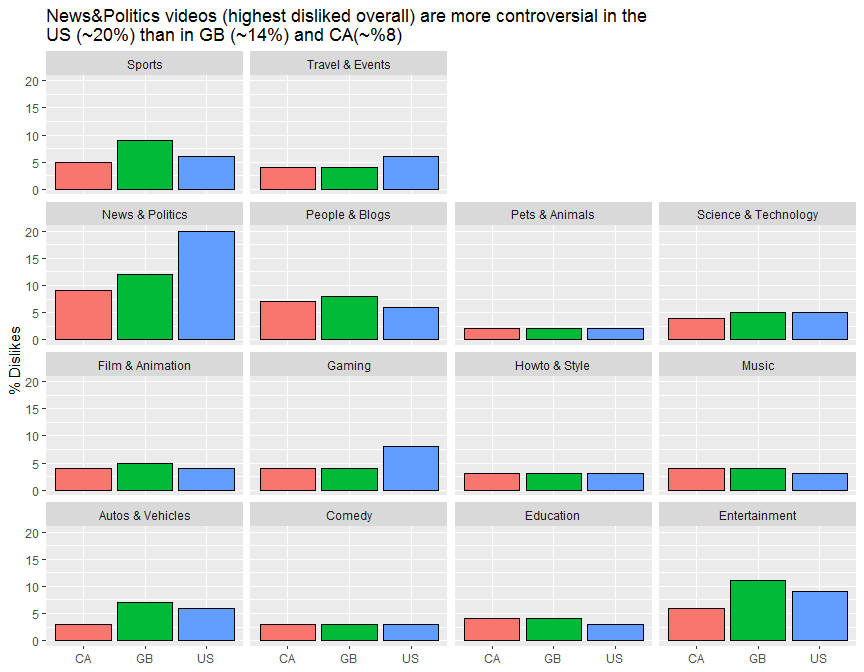 News&Politics videos (highest disliked overall) are more controversial in the
US (~20%) than in GB (~14%) and CA(~%8)
Sports
Travel & Events
20
15
10
5
0
News & Politics
People & Blogs
Pets & Animals
Science & Technology
20
15
10
5
0
% Dislikes
Film & Animation
Gaming
Howto & Style
Music
20
15
10
5
0
Autos & Vehicles
Comedy
Education
Entertainment
20
15
10
5
0
CA GB US
CA GB US
CA GB US
CA GB US